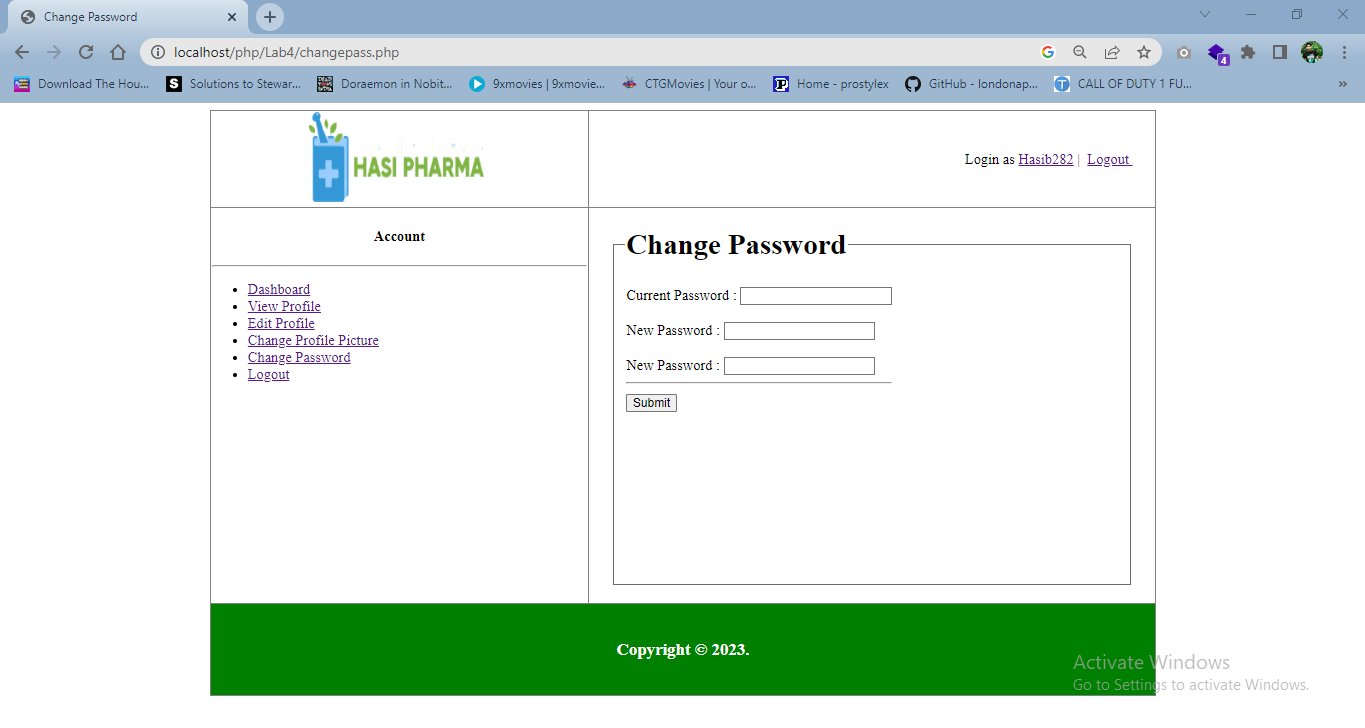 Change Password
localhost/php/Lab4/changepass.php
4
Download The Hou...
Solutions to Stewar...
Doraemon in Nobit...
9xmovies | 9xmovie...
CTGMovies | Your o...
Home - prostylex
GitHub - londonap...
CALL OF DUTY 1 FU...
HASI PHARMA
Login as Hasib282 | Logout
Account
Dashboard
View Profile
Edit Profile
Change Profile Picture
Change Password
Logout
Change Password
Current Password :
New Password :
New Password :
Submit
Copyright © 2023.
Activate Windows
Go to Settings to activate Windows.